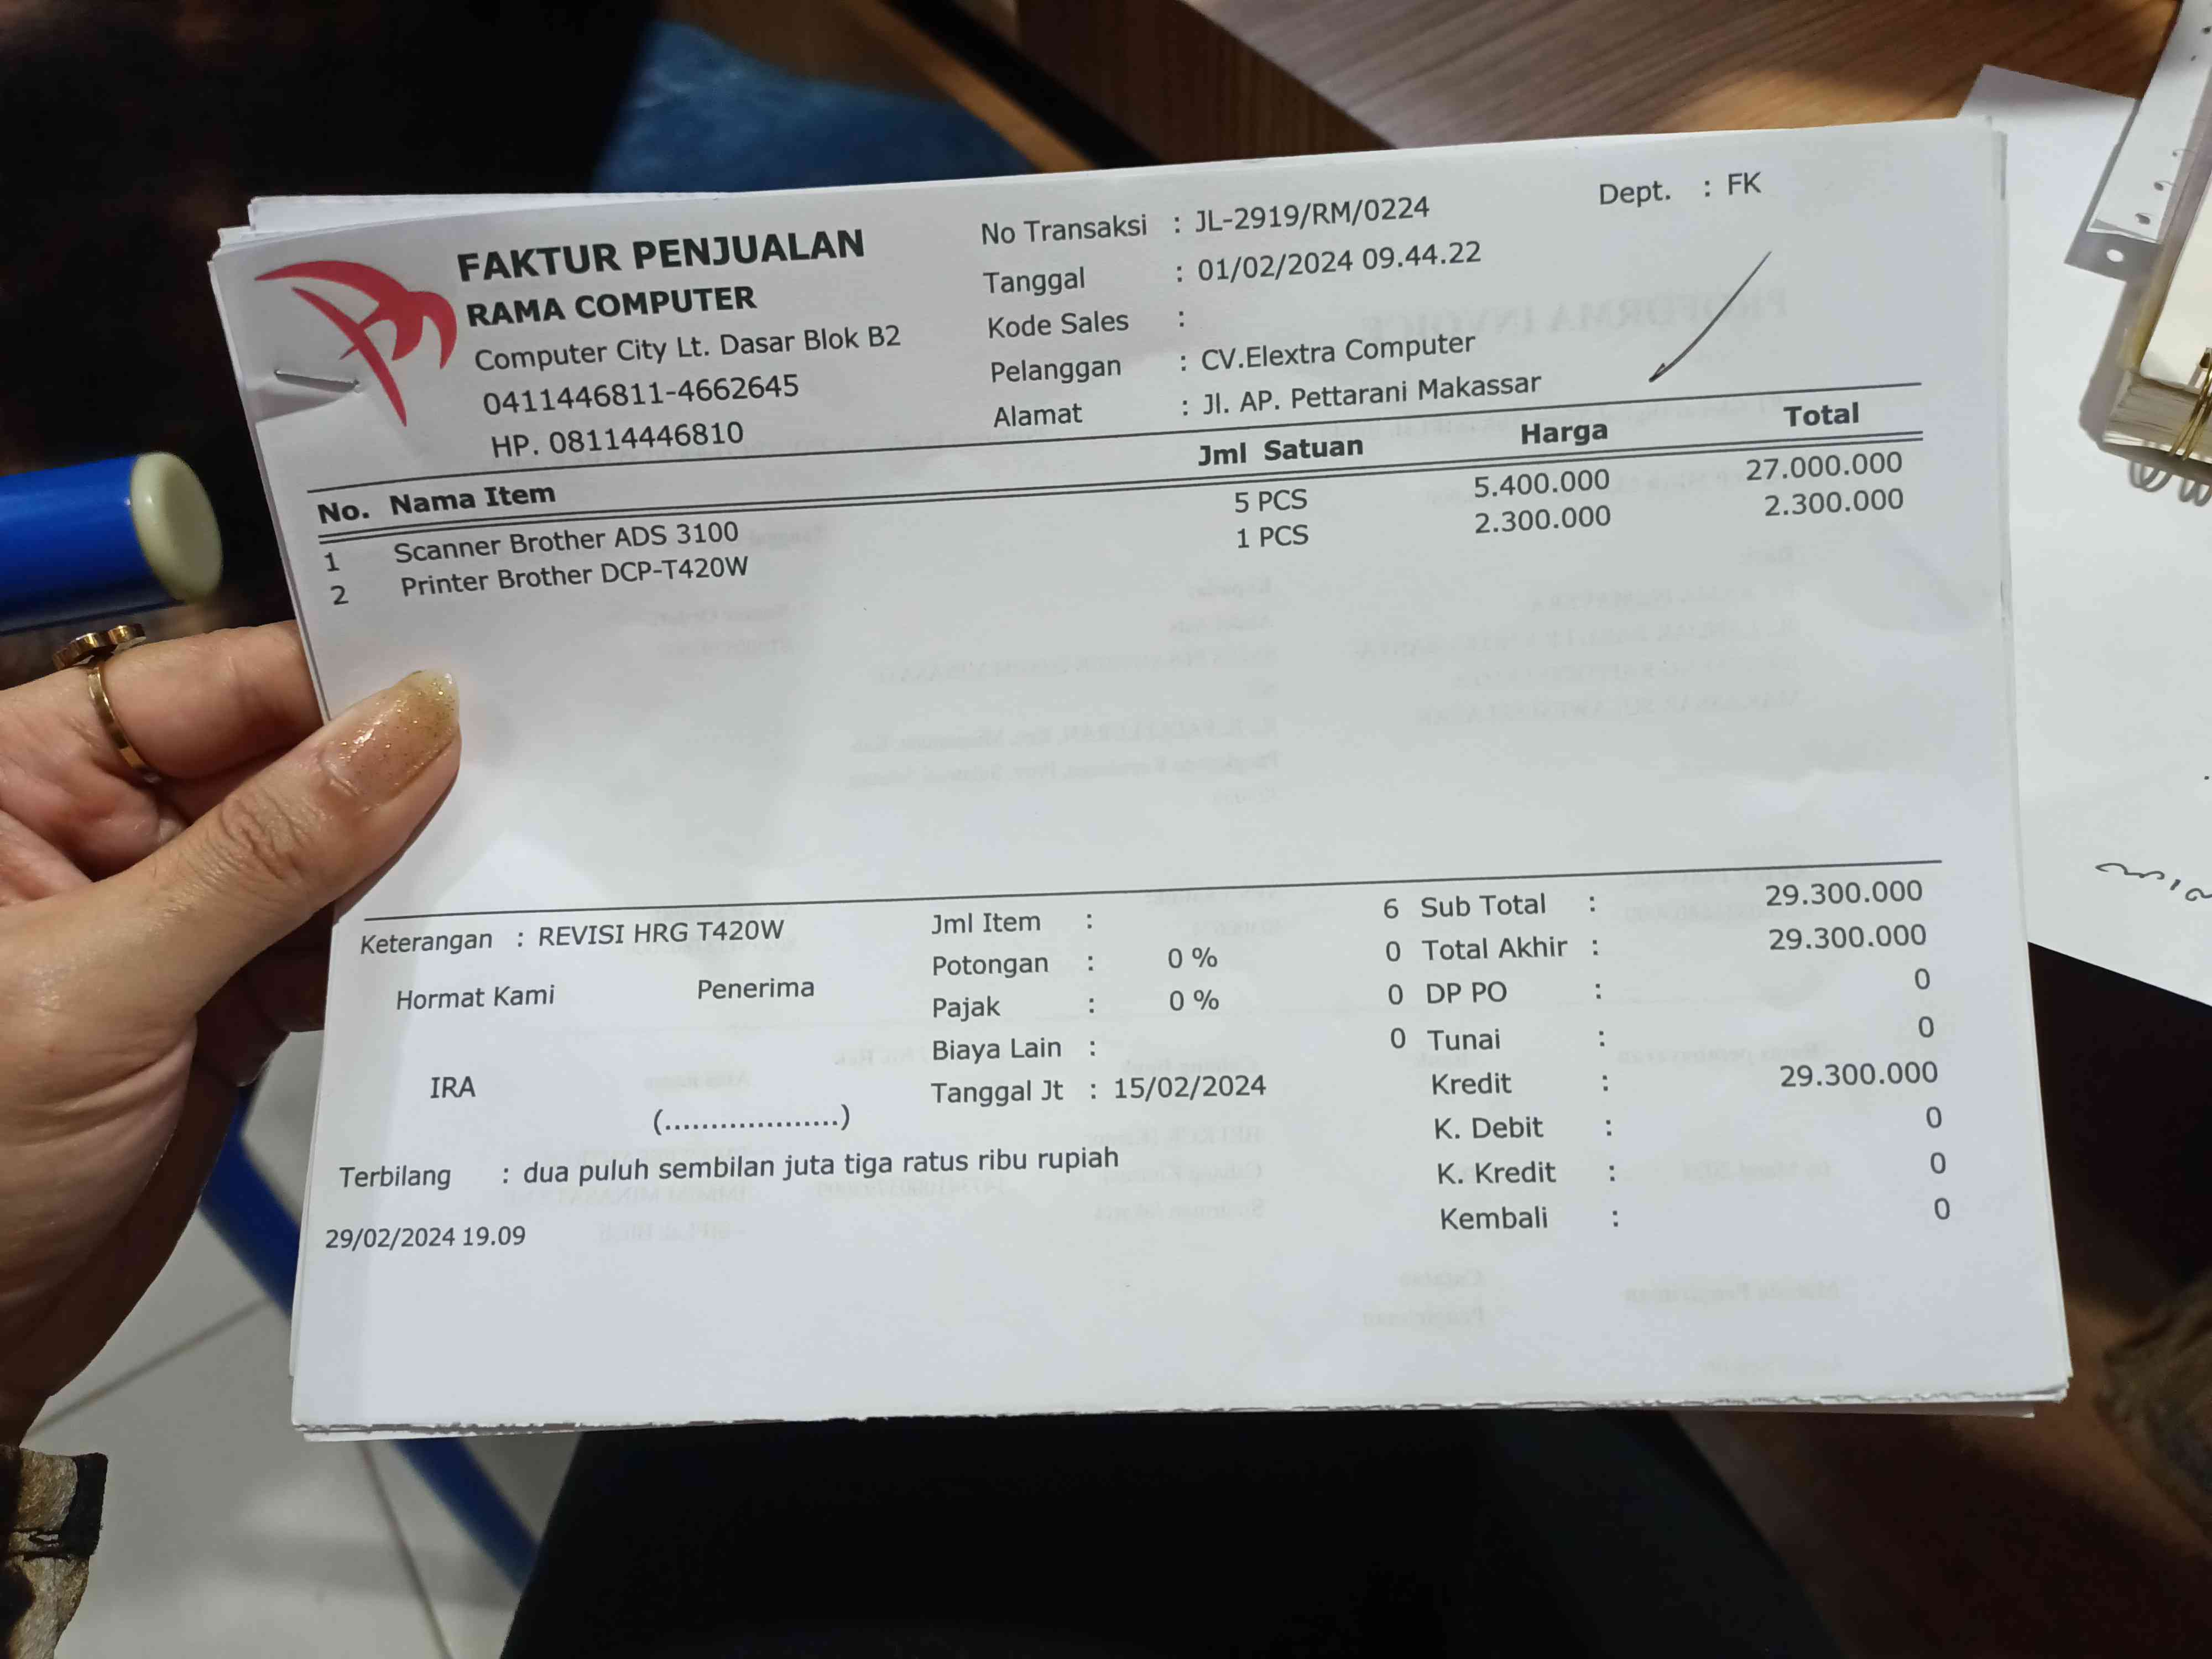 FAKTUR PENJUALAN
RAMA COMPUTER
Computer City Lt. Dasar Blok B2
0411446811-4662645
HP. 08114446810
No Transaksi : JL-2919/RM/0224
Tanggal : 01/02/2024 09.44.22
Kode Sales :
Pelanggan : CV.Elextra Computer
Alamat : Jl. AP. Pettarani Makassar
Dept. : FK
No. Nama Item Jml Satuan Harga Total
1 Scanner Brother ADS 3100 5 PCS 5.400.000 27.000.000
2 Printer Brother DCP-T420W 1 PCS 2.300.000 2.300.000
Keterangan : REVISI HRG T420W
Hormat Kami Penerima
IRA
(....................)
Jml Item : 6
Potongan : 0 % 0
Pajak : 0 % 0
Biaya Lain : 0
Tanggal Jt : 15/02/2024
Sub Total : 29.300.000
Total Akhir : 29.300.000
DP PO : 0
Tunai : 0
Kredit : 29.300.000
K. Debit : 0
K. Kredit : 0
Kembali : 0
Terbilang : dua puluh sembilan juta tiga ratus ribu rupiah
29/02/2024 19.09
PROFORMA INVOICE